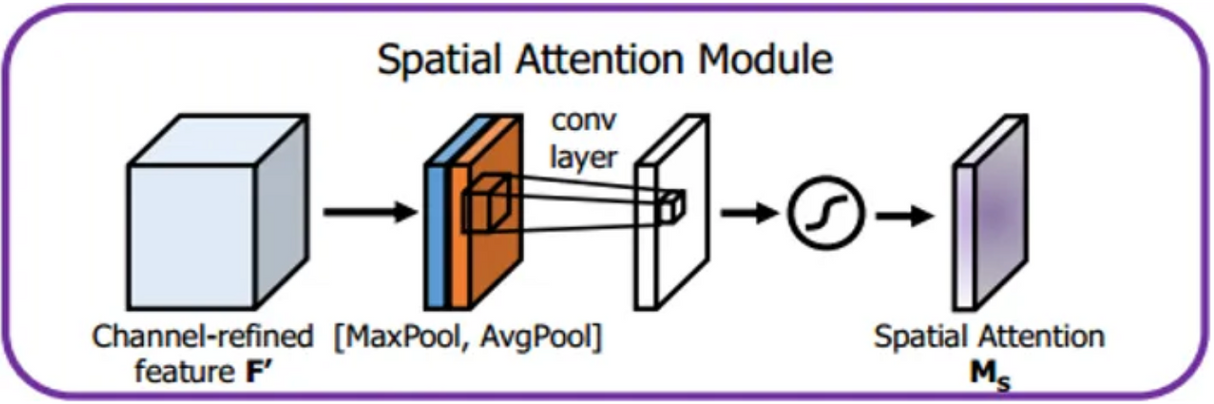 Spatial Attention Module
conv
layer
Channel-refined
feature F’
[MaxPool, AvgPool]
Spatial Attention
Ms